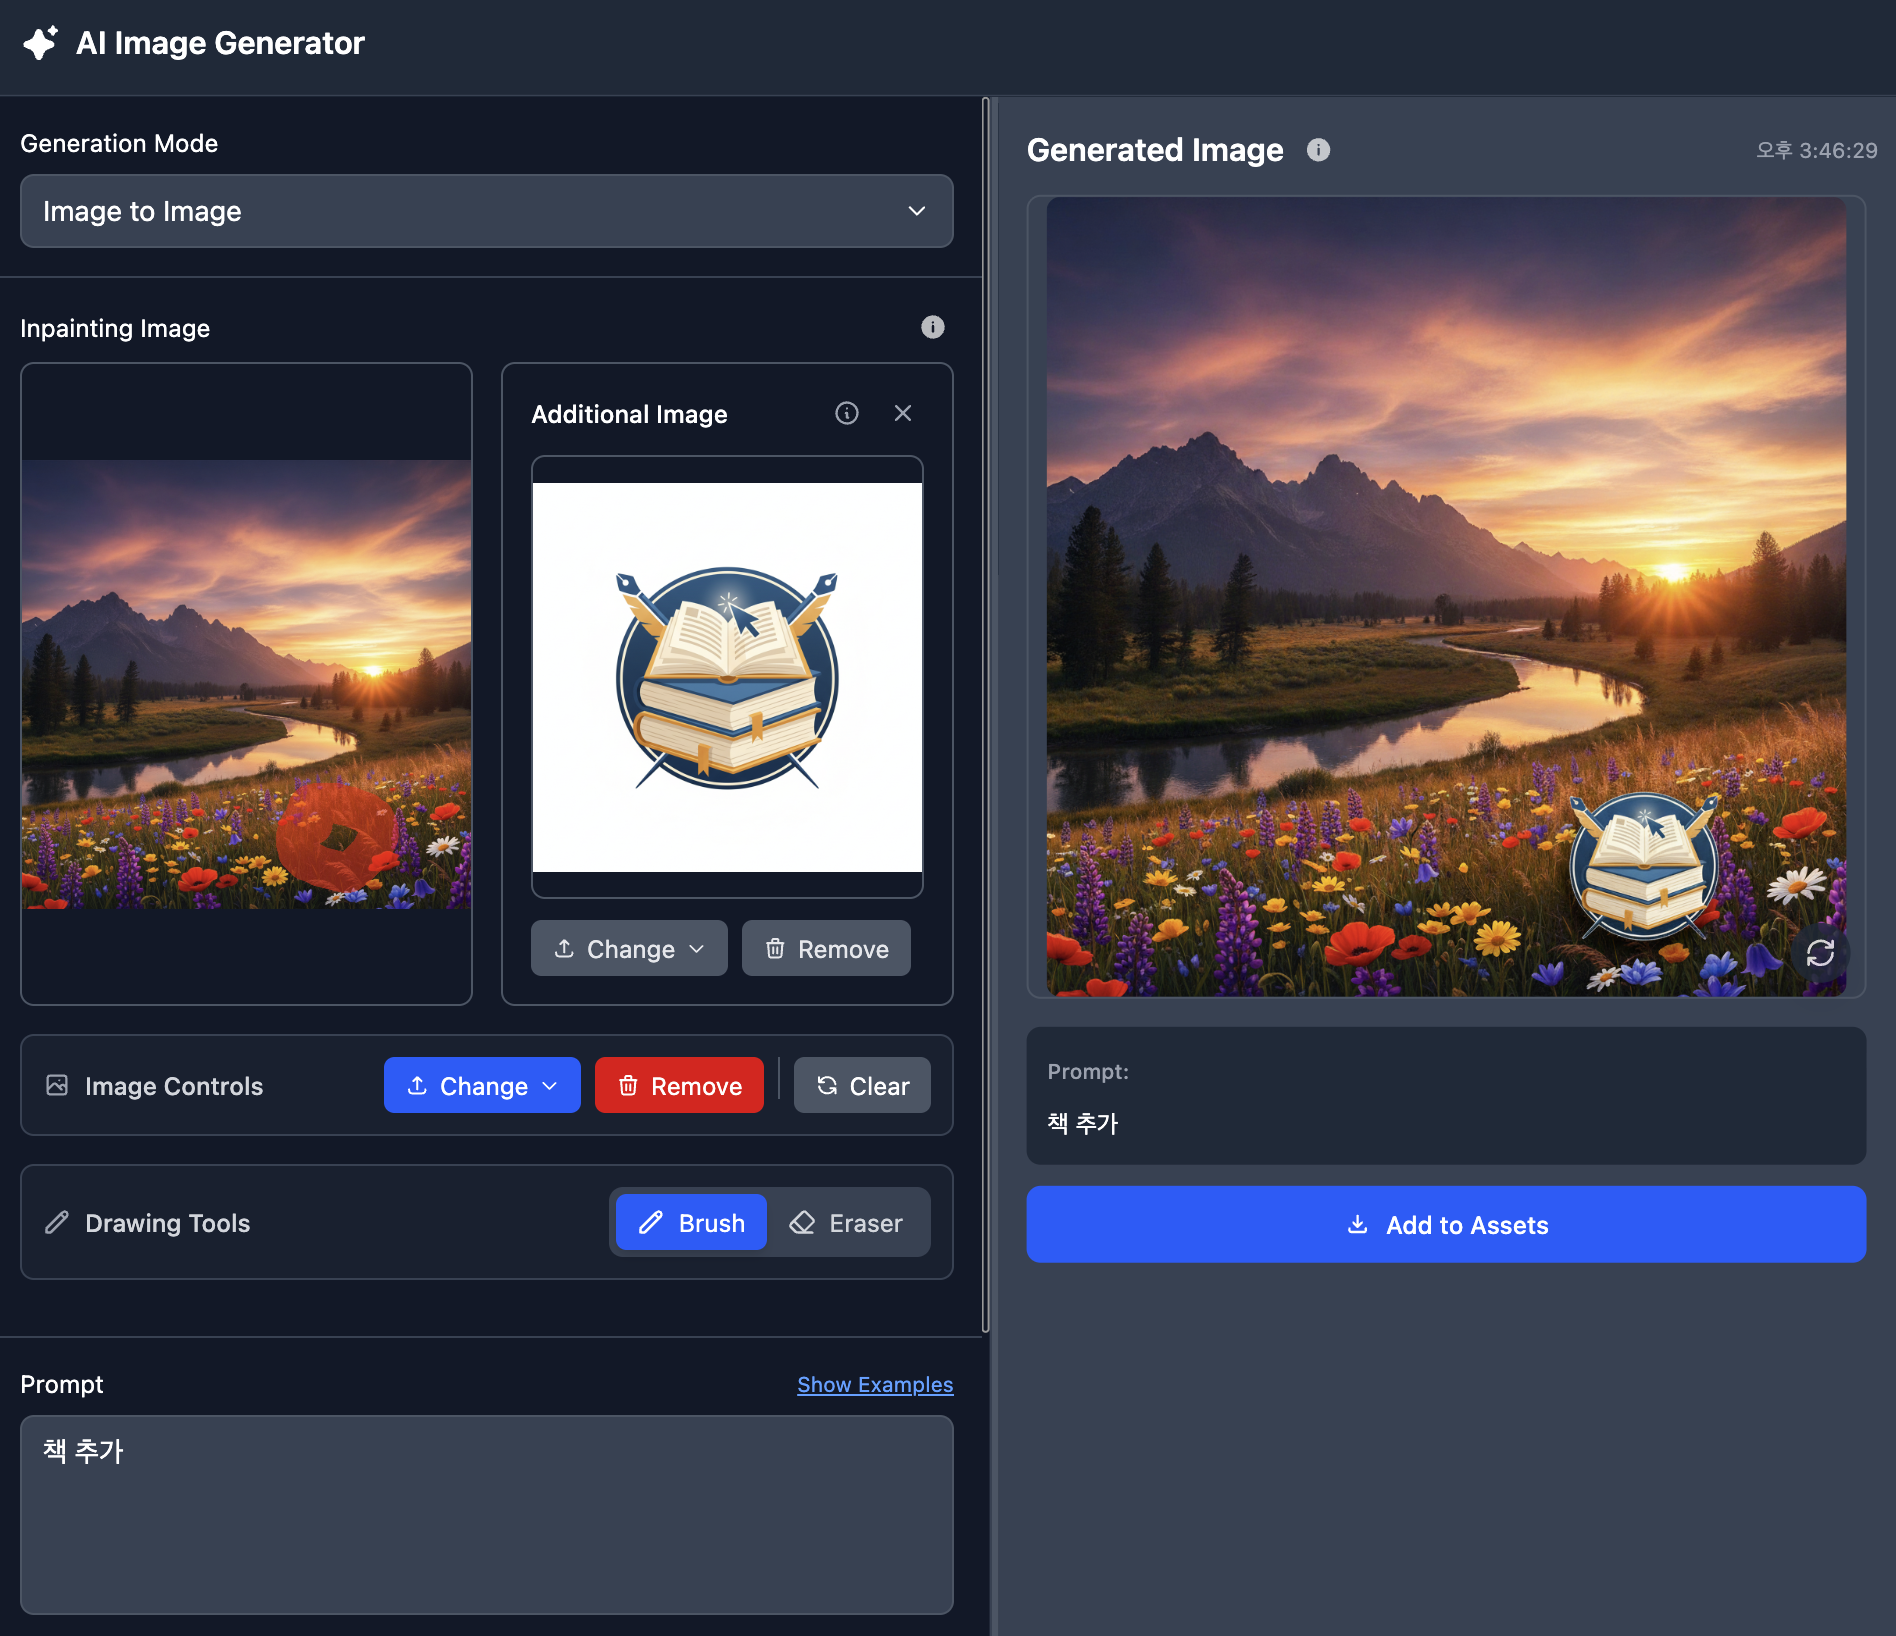 AI Image Generator
Generation Mode
Image to Image
Inpainting Image
Additional Image
Change
Remove
Image Controls
Change
Remove
Clear
Drawing Tools
Brush
Eraser
Prompt
Show Examples
책 추가
Generated Image
오후 3:46:29
Prompt:
책 추가
Add to Assets